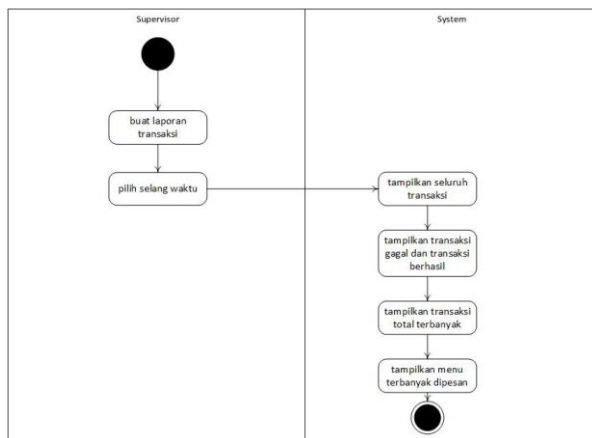 Supervisor
System
buat laporan
transaksi
pilih selang waktu
tampilkan seluruh
transaksi
tampilkan transaksi
gagal dan transaksi
berhasil
tampilkan transaksi
total terbanyak
tampilkan menu
terbanyak dipesan